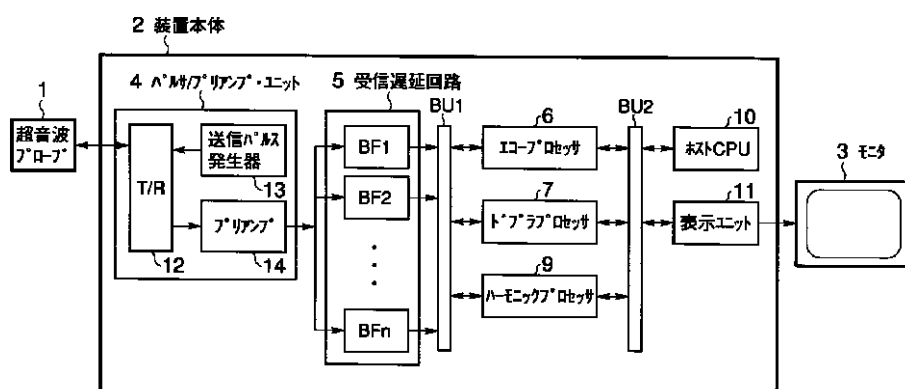 2 装置本体
4 パルサ/プリアンプ・ユニット
5 受信遅延回路
1
超音波
プローブ
T/R
送信パルス
発生器
13
プリアンプ
12
14
BF1
BF2
BFn
BU1
6
エコープロセッサ
7
ドプラプロセッサ
9
ハーモニックプロセッサ
BU2
10
ホストCPU
11
表示ユニット
3 モニタ